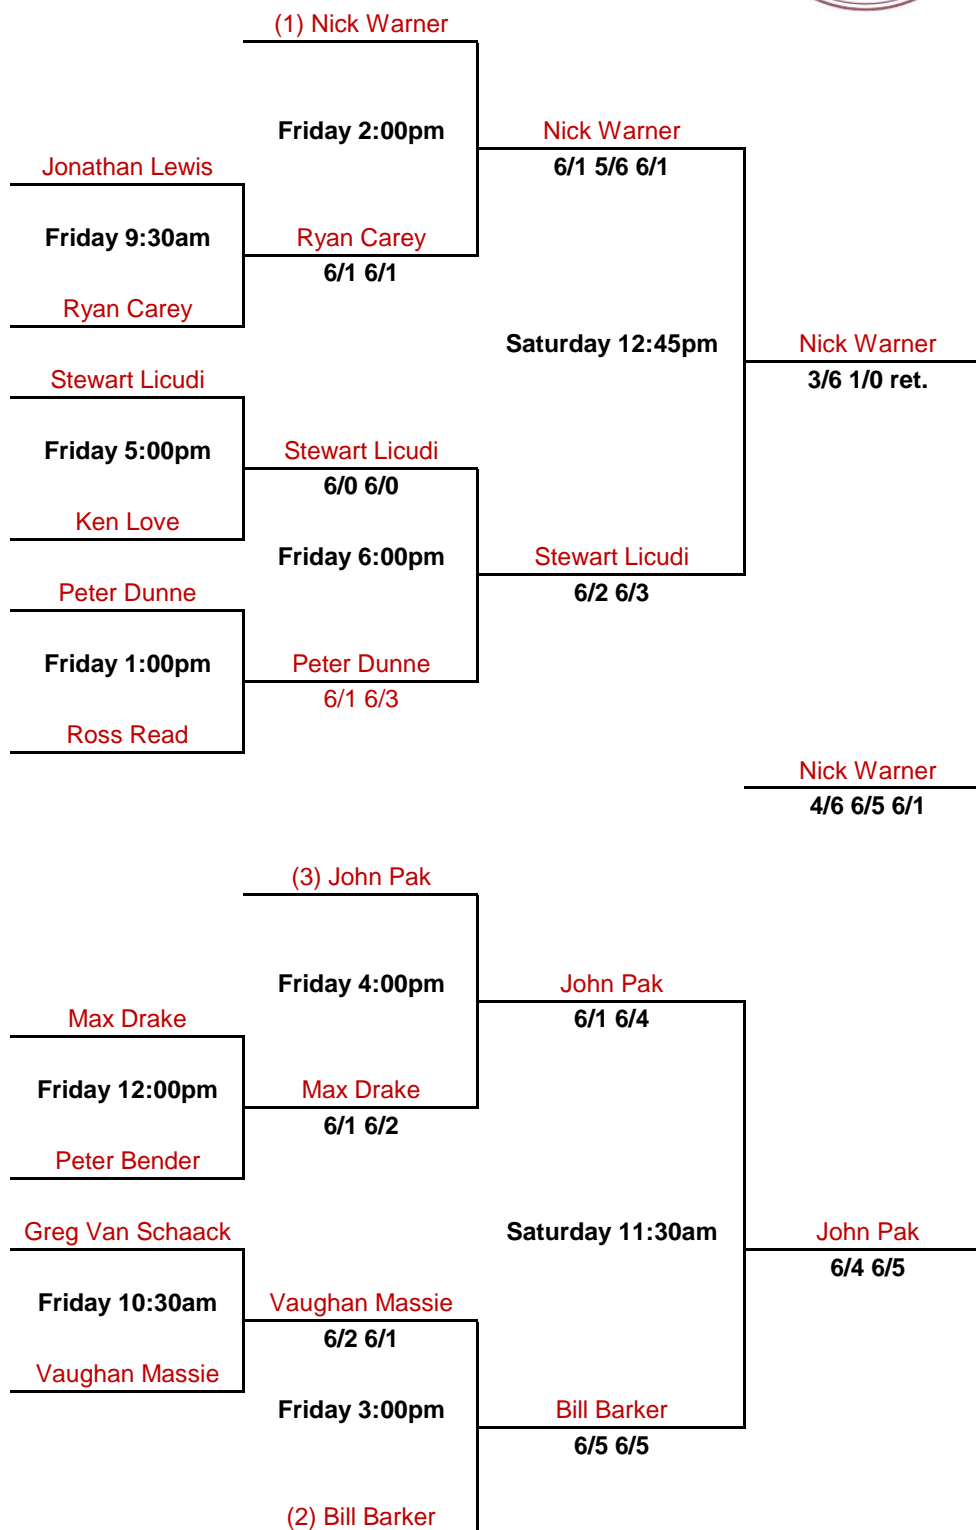 (1) Nick Warner
Friday 2:00pm
Nick Warner
6/1 5/6 6/1
Jonathan Lewis
Friday 9:30am
Ryan Carey
6/1 6/1
Ryan Carey
Saturday 12:45pm
Nick Warner
3/6 1/0 ret.
Stewart Licudi
Friday 5:00pm
Stewart Licudi
6/0 6/0
Ken Love
Friday 6:00pm
Stewart Licudi
6/2 6/3
Peter Dunne
Friday 1:00pm
Peter Dunne
6/1 6/3
Ross Read
Nick Warner
4/6 6/5 6/1
(3) John Pak
Friday 4:00pm
John Pak
6/1 6/4
Max Drake
Friday 12:00pm
Max Drake
6/1 6/2
Peter Bender
Greg Van Schaack
Saturday 11:30am
John Pak
6/4 6/5
Friday 10:30am
Vaughan Massie
6/2 6/1
Vaughan Massie
Friday 3:00pm
Bill Barker
6/5 6/5
(2) Bill Barker